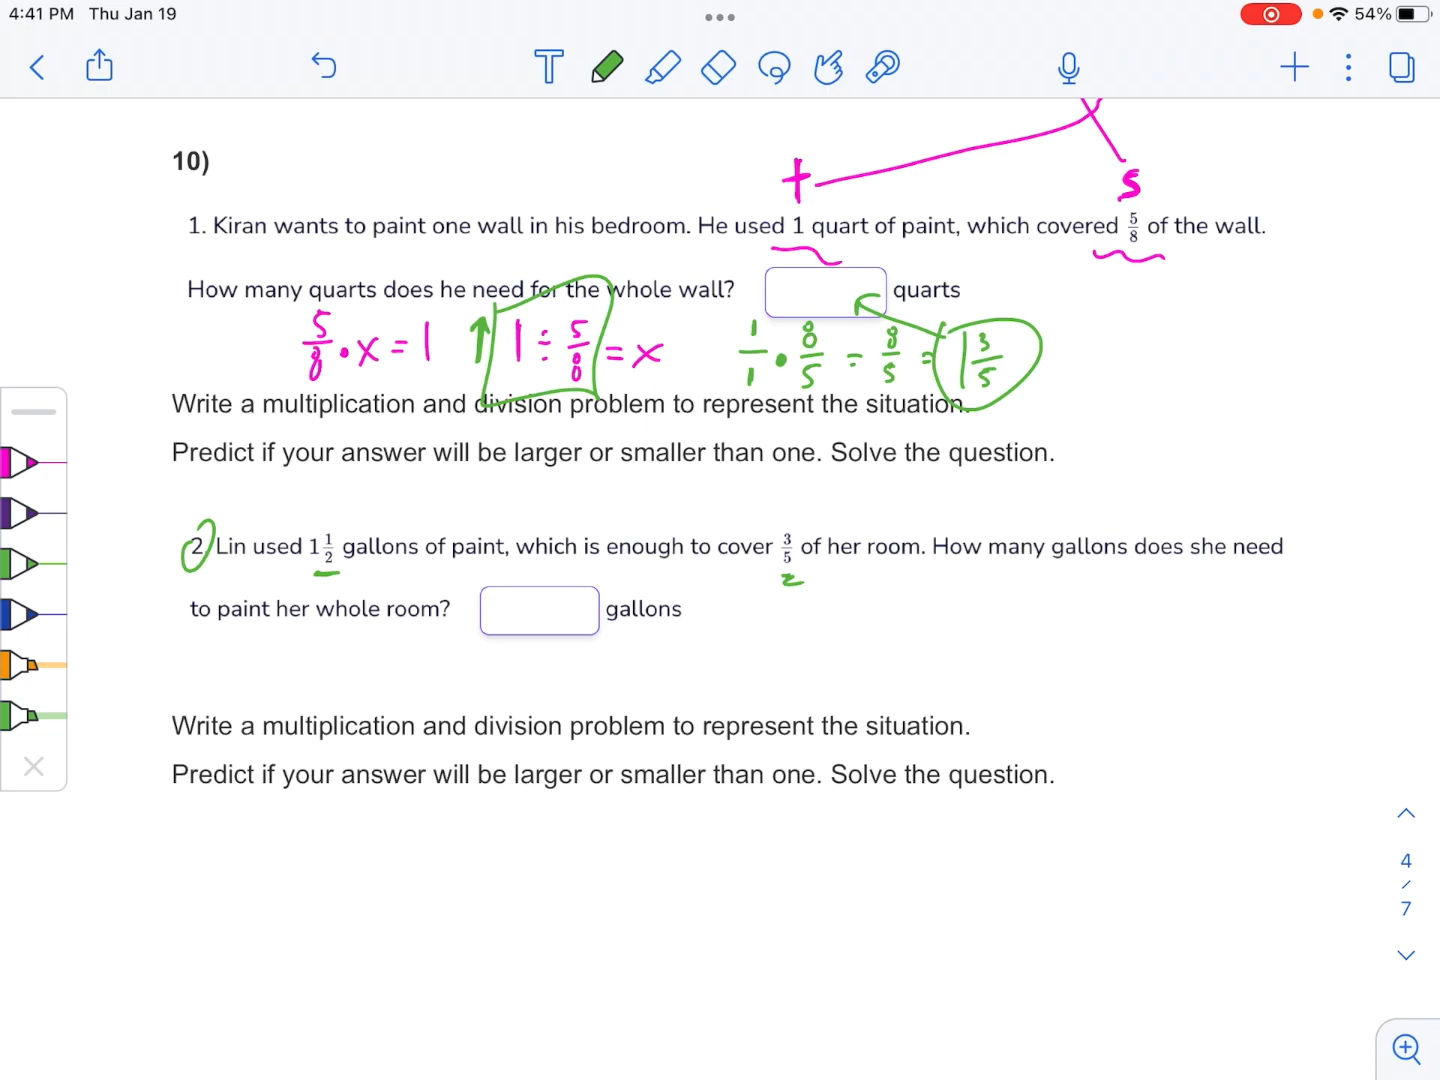 4:41 PM Thu Jan 19
54%
10)
t
s
1. Kiran wants to paint one wall in his bedroom. He used 1 quart of paint, which covered 5/8 of the wall.
How many quarts does he need for the whole wall? quarts
5/8 · x = 1 ↑ 1 ÷ 5/8 = x 1/1 · 8/5 = 8/5 = 1 3/5
Write a multiplication and division problem to represent the situation.
Predict if your answer will be larger or smaller than one. Solve the question.
2. Lin used 1 1/2 gallons of paint, which is enough to cover 3/5 of her room. How many gallons does she need
to paint her whole room? gallons
Write a multiplication and division problem to represent the situation.
Predict if your answer will be larger or smaller than one. Solve the question.
4
/
7